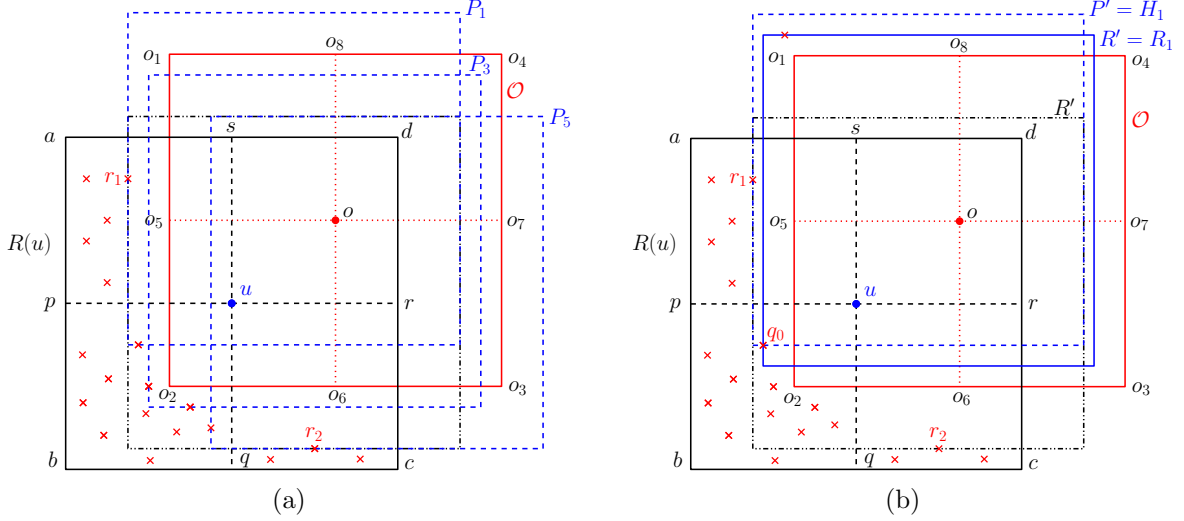 P₁
o₁
o₈
o₄
P₃
𝒪
P₅
a
s
d
r₁
o₅
o
o₇
R(u)
u
p
r
o₂
o₆
o₃
r₂
b
q
c
(a)
P′ = H₁
R′ = R₁
o₁
o₈
o₄
R′
𝒪
a
s
d
r₁
o₅
o
o₇
R(u)
u
p
r
q₀
o₂
o₆
o₃
r₂
b
q
c
(b)